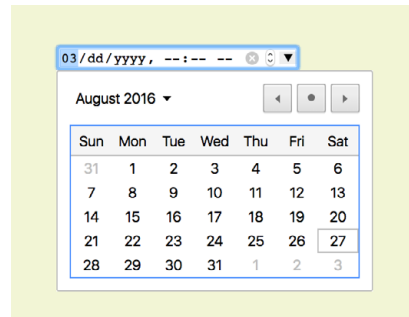 03/dd/yyyy, --:-- --
August 2016
Sun Mon Tue Wed Thu Fri Sat
31 1 2 3 4 5 6
7 8 9 10 11 12 13
14 15 16 17 18 19 20
21 22 23 24 25 26 27
28 29 30 31 1 2 3